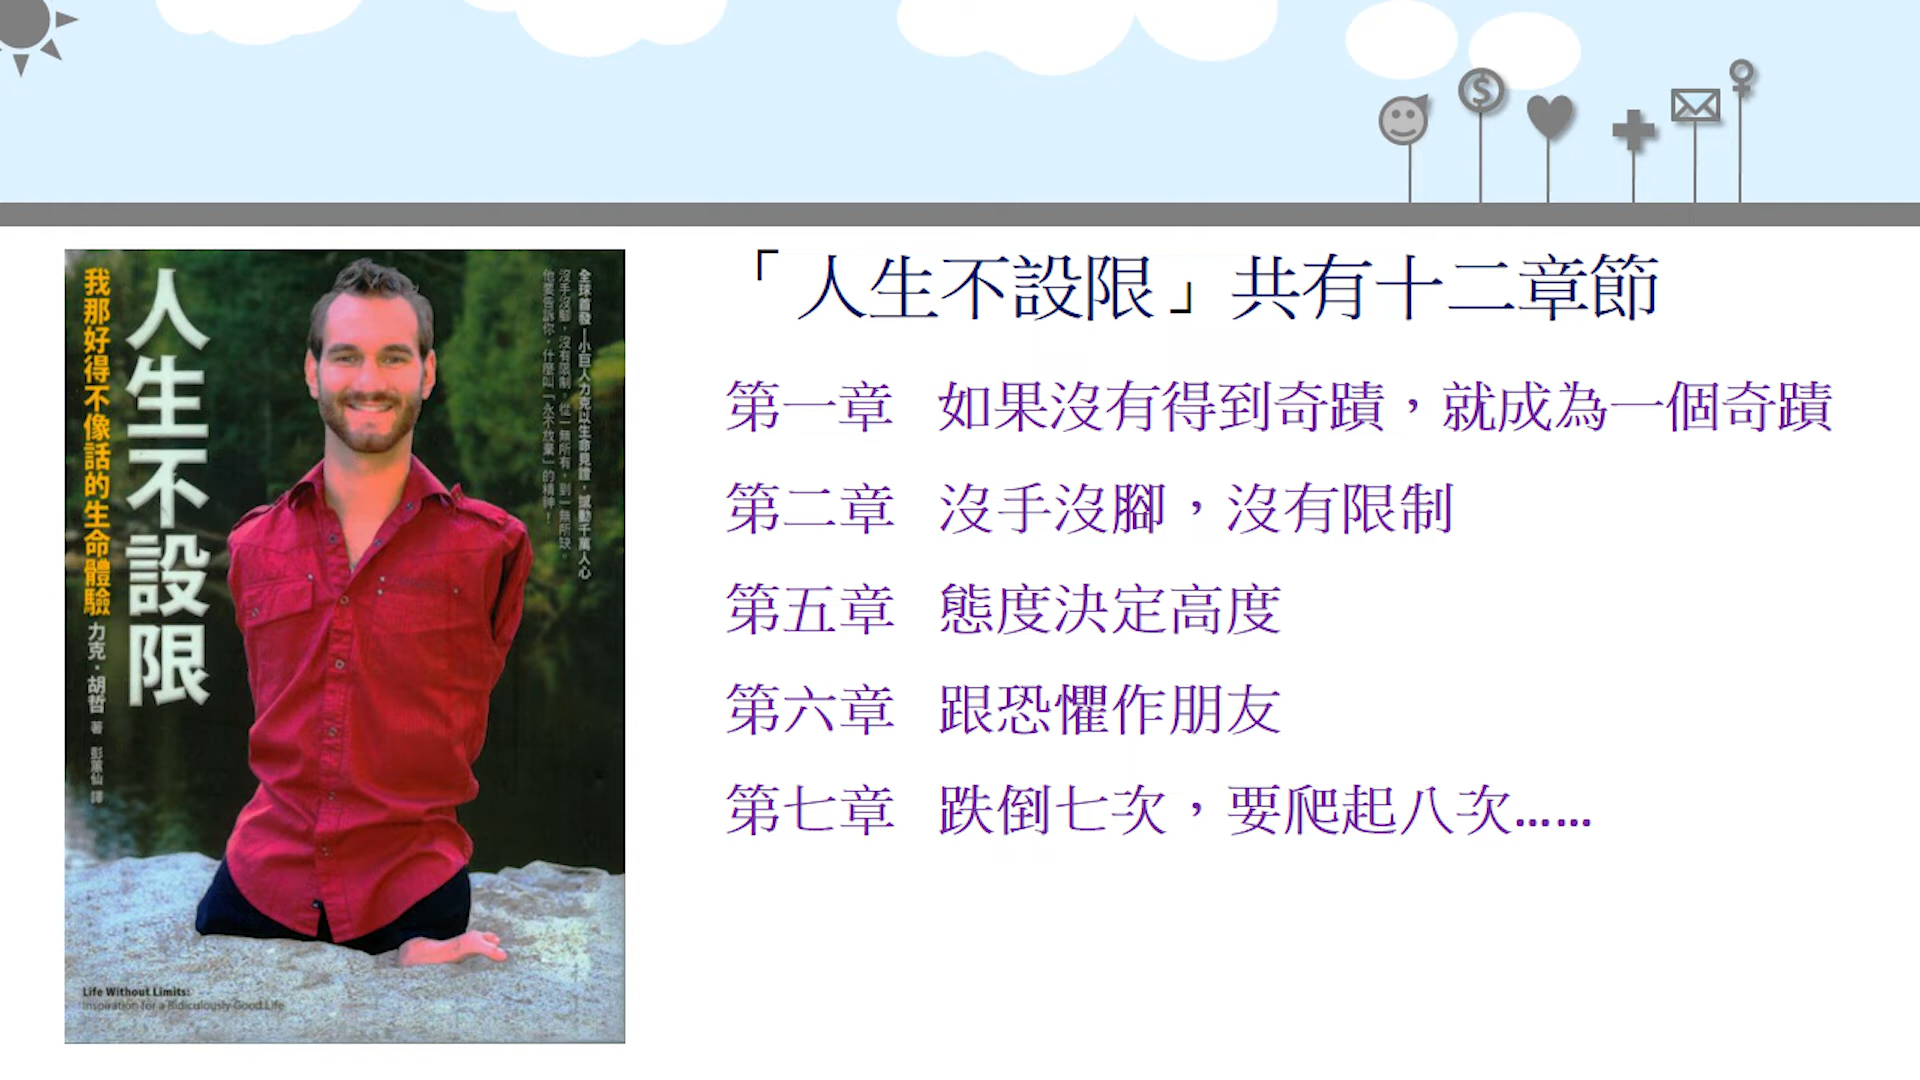 「人生不設限」共有十二章節
第一章 如果沒有得到奇蹟，就成為一個奇蹟
第二章 沒手沒腳，沒有限制
第五章 態度決定高度
第六章 跟恐懼作朋友
第七章 跌倒七次，要爬起八次……
全球首發—小巨人力克以生命見證，撼動千萬人心
沒手沒腳，沒有限制，從一無所有，到一無所缺。
他要告訴你，什麼叫「永不放棄」的精神！
人生不設限
我那好得不像話的生命體驗
力克‧胡哲 著 彭蕙仙 譯
Life Without Limits:
Inspiration for a Ridiculously Good Life